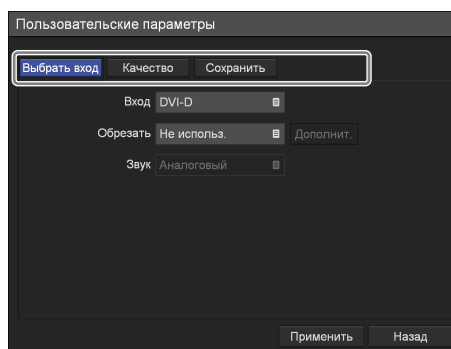 Пользовательские параметры
Выбрать вход Качество Сохранить
Вход DVI-D
Обрезать Не использ. Дополнит.
Звук Аналоговый
Применить Назад